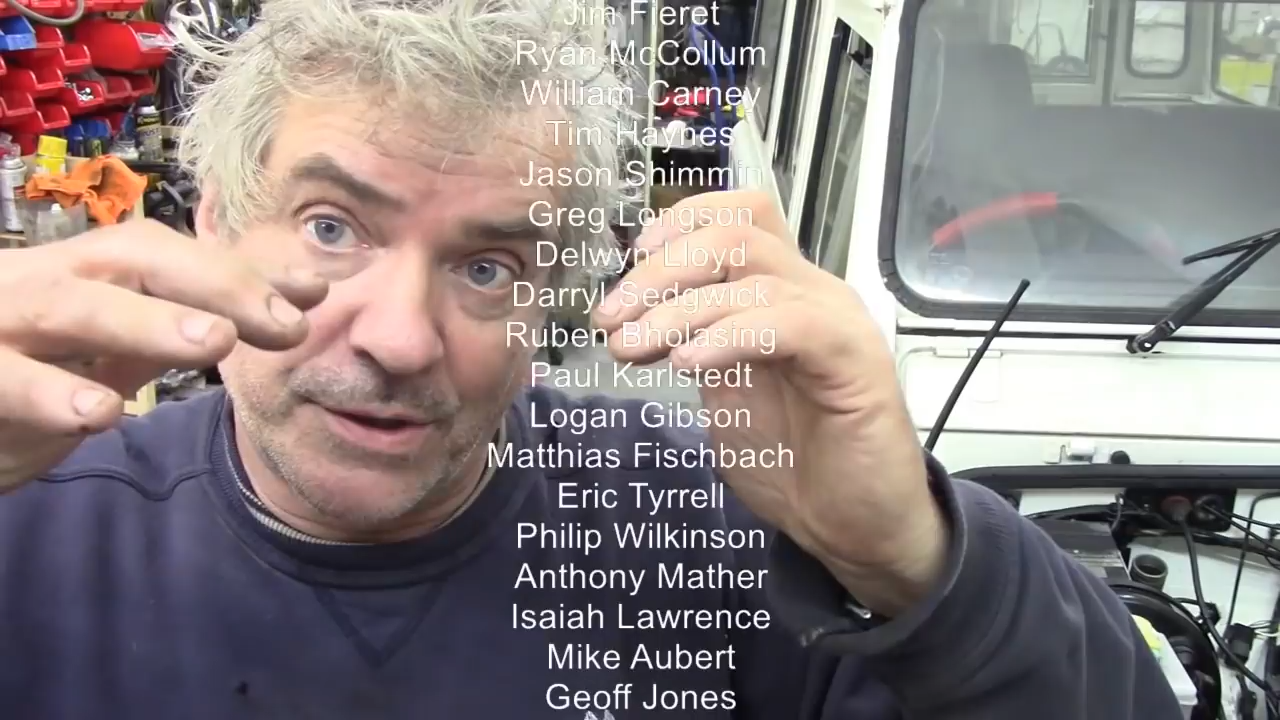 Jim Fieret
Ryan McCollum
William Carney
Tim Haynes
Jason Shimmin
Greg Longson
Delwyn Lloyd
Darryl Sedgwick
Ruben Bholasing
Paul Karlstedt
Logan Gibson
Matthias Fischbach
Eric Tyrrell
Philip Wilkinson
Anthony Mather
Isaiah Lawrence
Mike Aubert
Geoff Jones